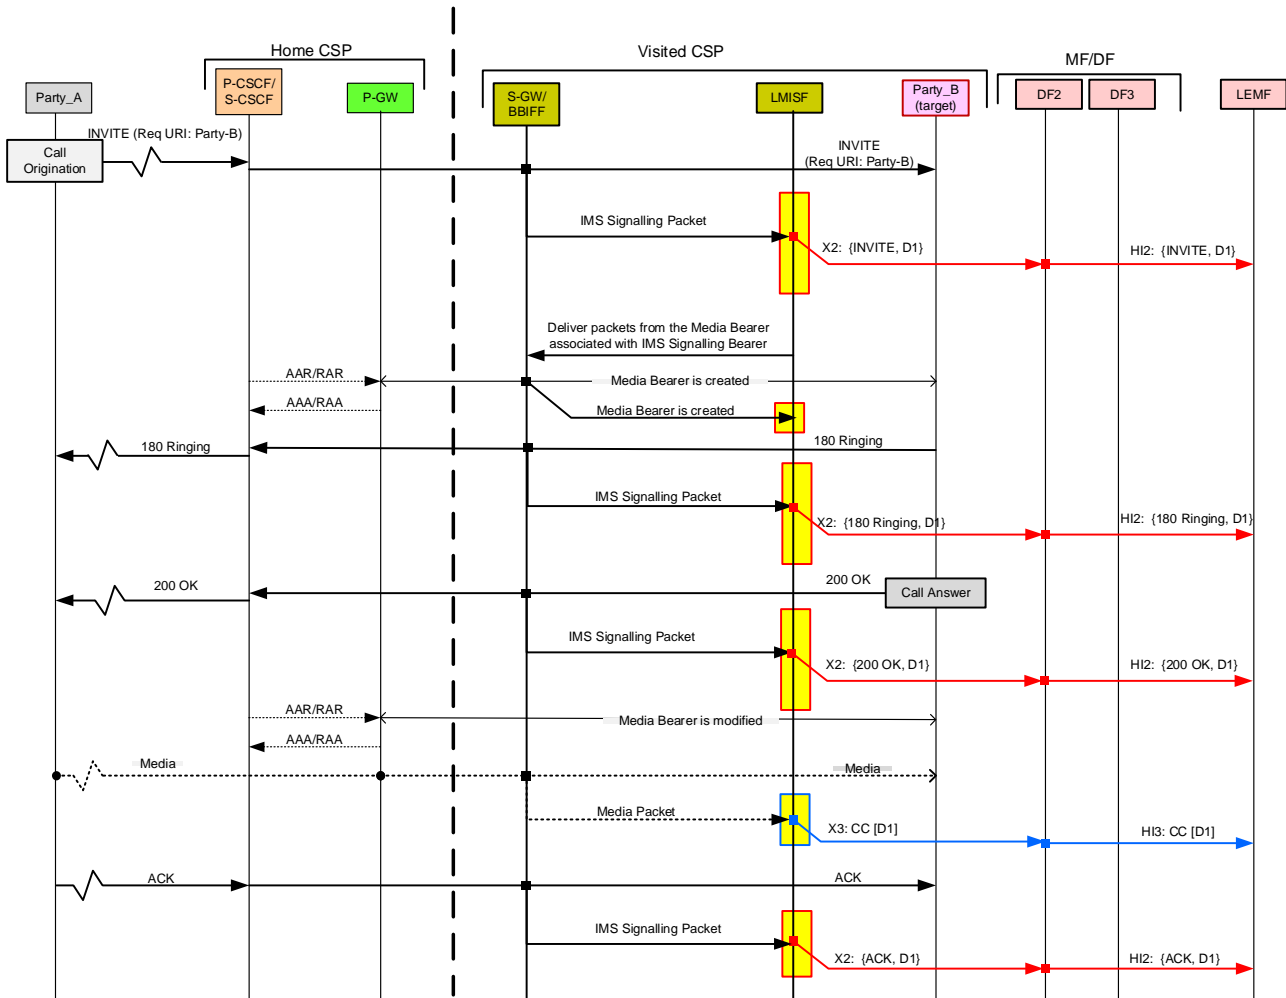 Home CSP
Visited CSP
MF/DF
Party_A
P-CSCF/
S-CSCF
P-GW
S-GW/
BBIFF
LMISF
Party_B
(target)
DF2
DF3
LEMF
INVITE (Req URI: Party-B)
Call
Origination
INVITE
(Req URI: Party-B)
IMS Signalling Packet
X2: {INVITE, D1}
HI2: {INVITE, D1}
Deliver packets from the Media Bearer
associated with IMS Signalling Bearer
AAR/RAR
Media Bearer is created
AAA/RAA
Media Bearer is created
180 Ringing
180 Ringing
IMS Signalling Packet
X2: {180 Ringing, D1}
HI2: {180 Ringing, D1}
200 OK
200 OK
Call Answer
IMS Signalling Packet
X2: {200 OK, D1}
HI2: {200 OK, D1}
AAR/RAR
Media Bearer is modified
AAA/RAA
Media
Media
Media Packet
X3: CC [D1]
HI3: CC [D1]
ACK
ACK
IMS Signalling Packet
X2: {ACK, D1}
HI2: {ACK, D1}